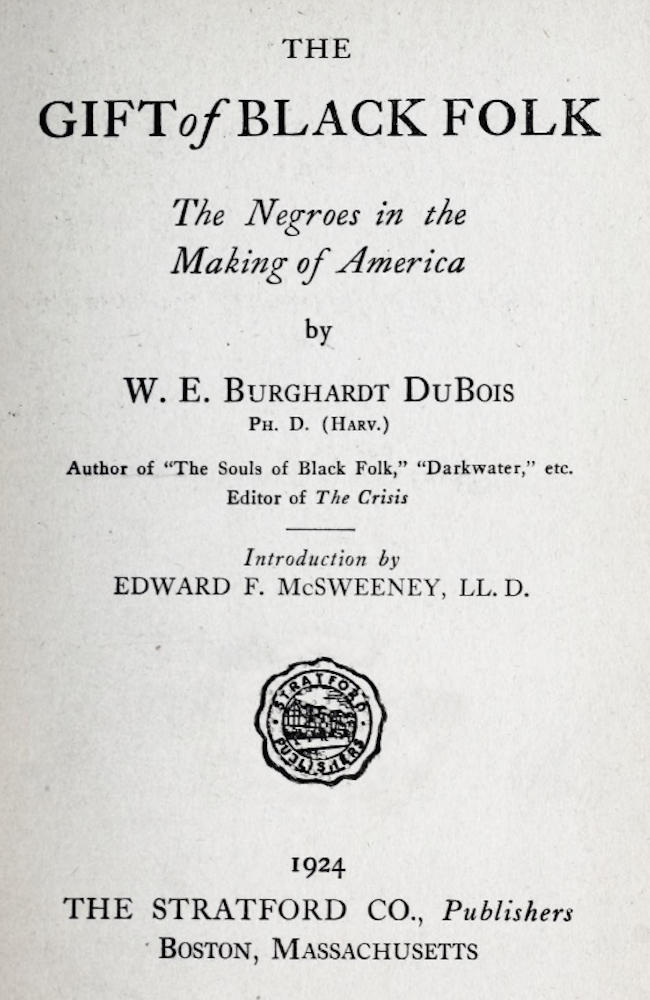 THE
GIFT of BLACK FOLK
The Negroes in the
Making of America
by
W. E. BURGHARDT DUBOIS
PH. D. (HARV.)
Author of “The Souls of Black Folk,” “Darkwater,” etc.
Editor of The Crisis
Introduction by
EDWARD F. McSWEENEY, LL. D.
STRATFORD
PUBLISHERS
1924
THE STRATFORD CO., Publishers
BOSTON, MASSACHUSETTS